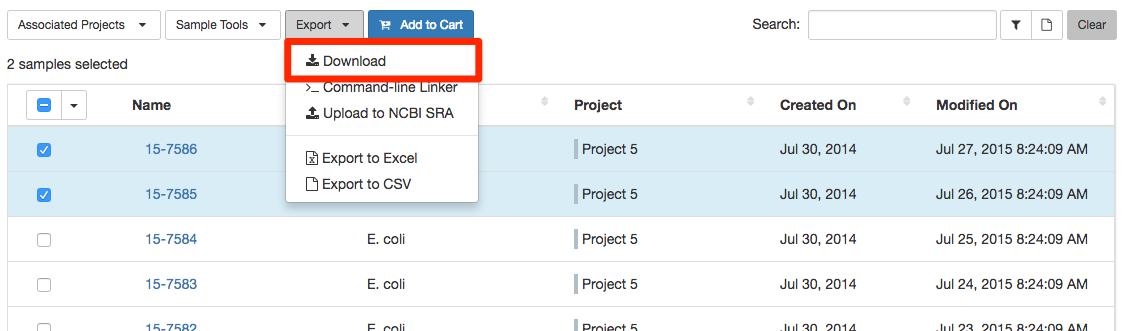 Associated Projects Sample Tools Export Add to Cart Search: Clear
2 samples selected
Download
Command-line Linker
Upload to NCBI SRA
Export to Excel
Export to CSV
Name Project Created On Modified On
15-7586 Project 5 Jul 30, 2014 Jul 27, 2015 8:24:09 AM
15-7585 Project 5 Jul 30, 2014 Jul 26, 2015 8:24:09 AM
15-7584 E. coli Project 5 Jul 30, 2014 Jul 25, 2015 8:24:09 AM
15-7583 E. coli Project 5 Jul 30, 2014 Jul 24, 2015 8:24:09 AM
15-7582 E. coli Project 5 Jul 30, 2014 Jul 23, 2015 8:24:09 AM